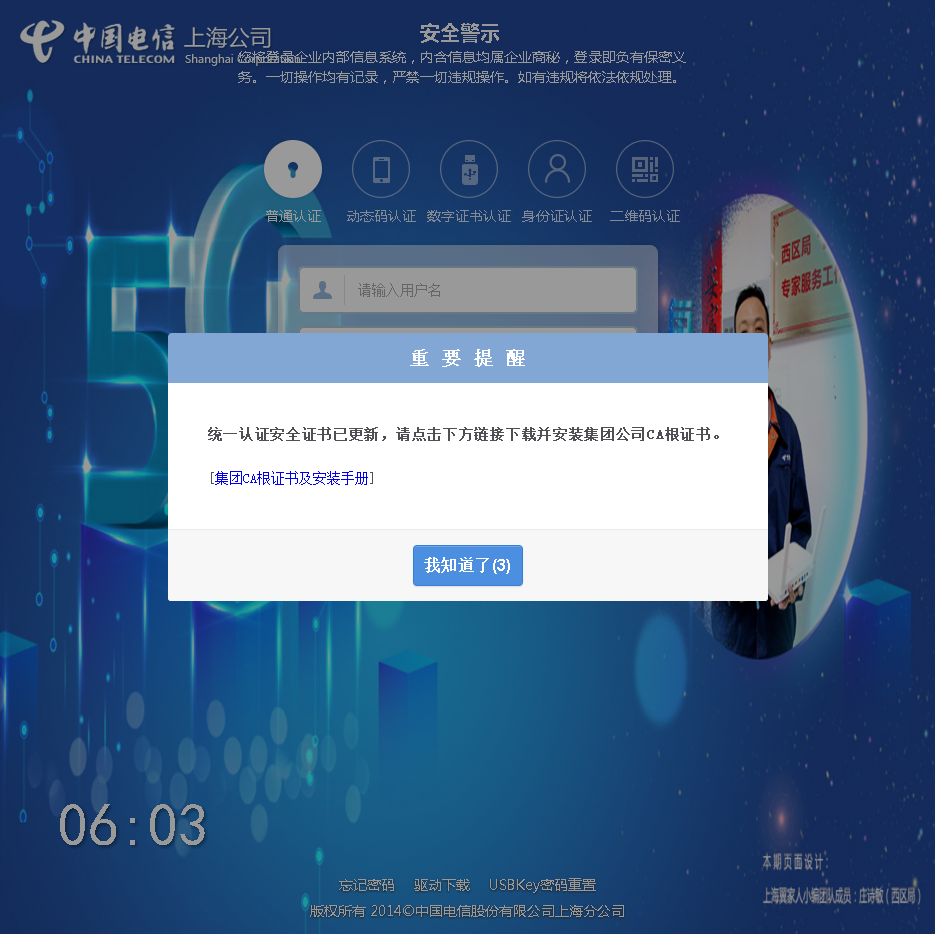 中国电信
CHINA TELECOM
上海公司
Shanghai Corporation
安全警示
您将登录企业内部信息系统，内含信息均属企业商秘，登录即负有保密义
务。一切操作均有记录，严禁一切违规操作。如有违规将依法依规处理。
普通认证 动态码认证 数字证书认证 身份证认证 二维码认证
请输入用户名
5G
西区局
专家服务工
重 要 提 醒
统一认证安全证书已更新，请点击下方链接下载并安装集团公司CA根证书。
[集团CA根证书及安装手册]
我知道了(3)
06:03
本期页面设计：
上海翼家人小编团队成员：庄诗敏（西区局）
忘记密码 驱动下载 USBKey密码重置
版权所有 2014©中国电信股份有限公司上海分公司